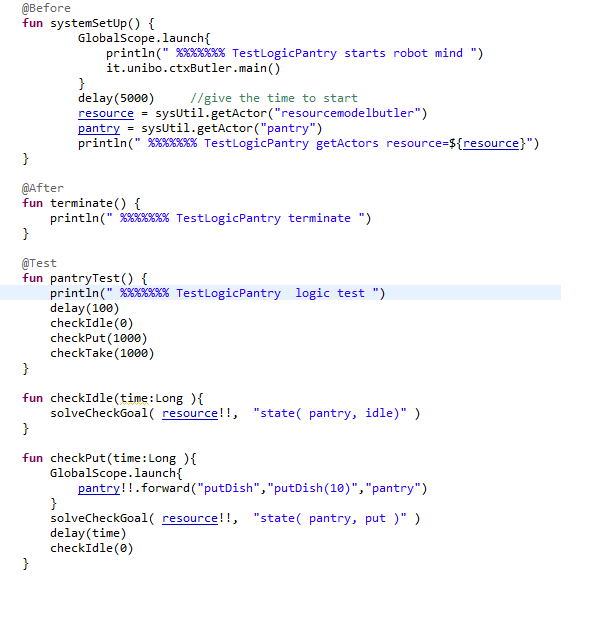 @Before
fun systemSetUp() {
GlobalScope.launch{
println(" %%%%%%% TestLogicPantry starts robot mind ")
it.unibo.ctxButler.main()
}
delay(5000) //give the time to start
resource = sysUtil.getActor("resourcemodelbutler")
pantry = sysUtil.getActor("pantry")
println(" %%%%%%% TestLogicPantry getActors resource=${resource}")
}
@After
fun terminate() {
println(" %%%%%%% TestLogicPantry terminate ")
}
@Test
fun pantryTest() {
println(" %%%%%%% TestLogicPantry  logic test ")
delay(100)
checkIdle(0)
checkPut(1000)
checkTake(1000)
}
fun checkIdle(time:Long ){
solveCheckGoal( resource!!,  "state( pantry, idle)" )
}
fun checkPut(time:Long ){
GlobalScope.launch{
pantry!!.forward("putDish","putDish(10)","pantry")
}
solveCheckGoal( resource!!,  "state( pantry, put )" )
delay(time)
checkIdle(0)
}